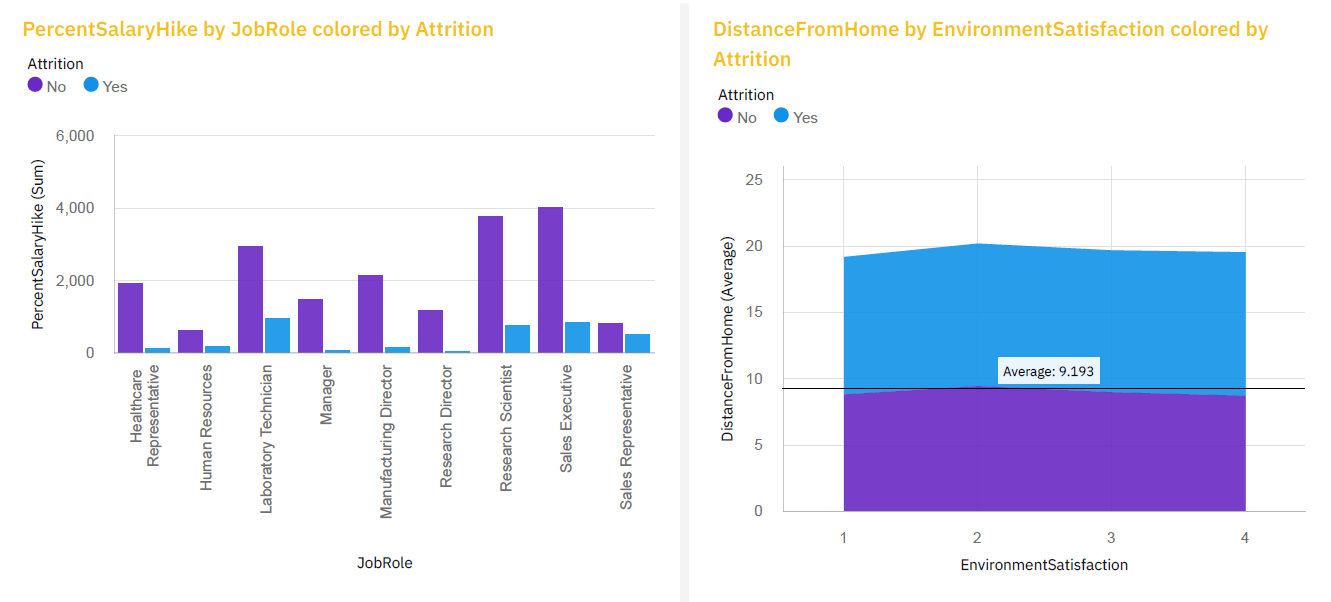 PercentSalaryHike by JobRole colored by Attrition
Attrition
No
Yes
6,000
4,000
2,000
0
PercentSalaryHike (Sum)
Healthcare
Representative
Human Resources
Laboratory Technician
Manager
Manufacturing Director
Research Director
Research Scientist
Sales Executive
Sales Representative
JobRole
DistanceFromHome by EnvironmentSatisfaction colored by
Attrition
Attrition
No
Yes
25
20
15
10
5
0
DistanceFromHome (Average)
Average: 9.193
1
2
3
4
EnvironmentSatisfaction